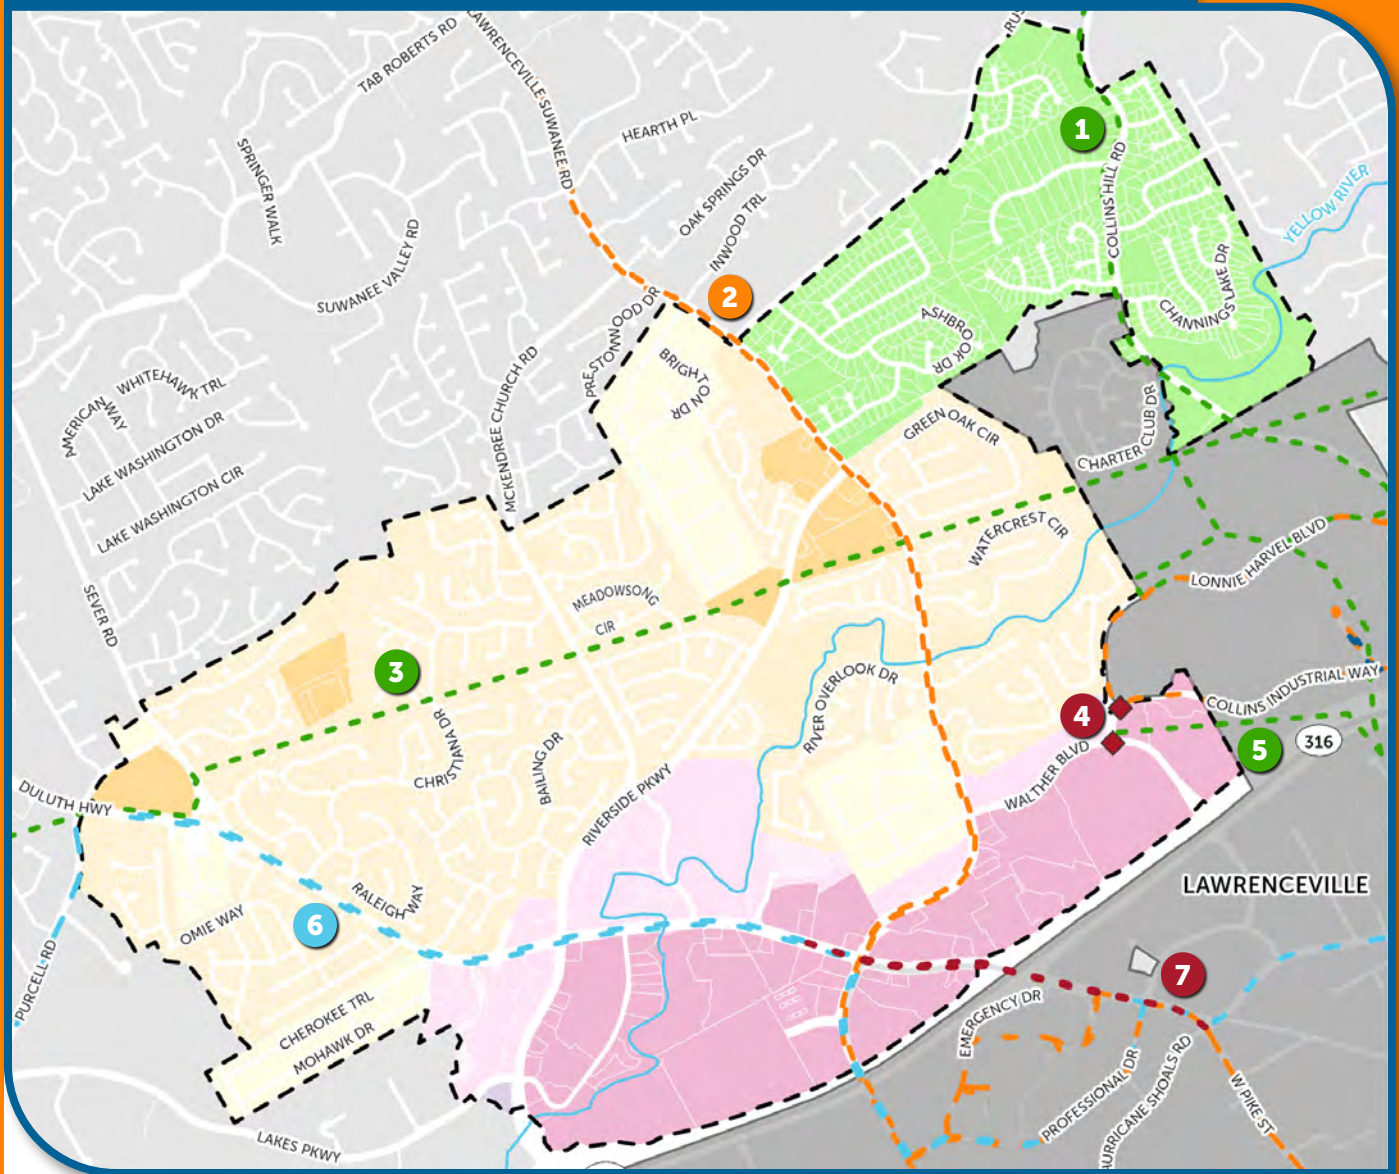 RUS
LAWRENCEVILLE SUWANEE RD
TAB ROBERTS RD
HEARTH PL
1
SPRINGER WALK
OAK SPRINGS DR
COLLINS HILL RD
YELLOW RIVER
INWOOD TRL
SUWANEE VALLEY RD
2
CHANNINGS LAKE DR
PRESTONWOOD DR
ASHBROOK DR
MCKENDREE CHURCH RD
BRIGHTON DR
WHITEHAWK TRL
AMERICAN WAY
LAKE WASHINGTON DR
GREEN OAK CIR
CHARTER CLUB DR
LAKE WASHINGTON CIR
WATERCREST CIR
LONNIE HARVEL BLVD
SEVER RD
MEADOWSONG
CIR
3
RIVER OVERLOOK DR
COLLINS INDUSTRIAL WAY
4
5
316
CHRISTIANA DR
BAILING DR
WALTHER BLVD
RIVERSIDE PKWY
DULUTH HWY
LAWRENCEVILLE
RALEIGH WAY
OMIE WAY
6
PURCELL RD
7
CHEROKEE TRL
EMERGENCY DR
MOHAWK DR
PROFESSIONAL DR
URRICANE SHOALS RD
W PIKE ST
LAKES PKWY